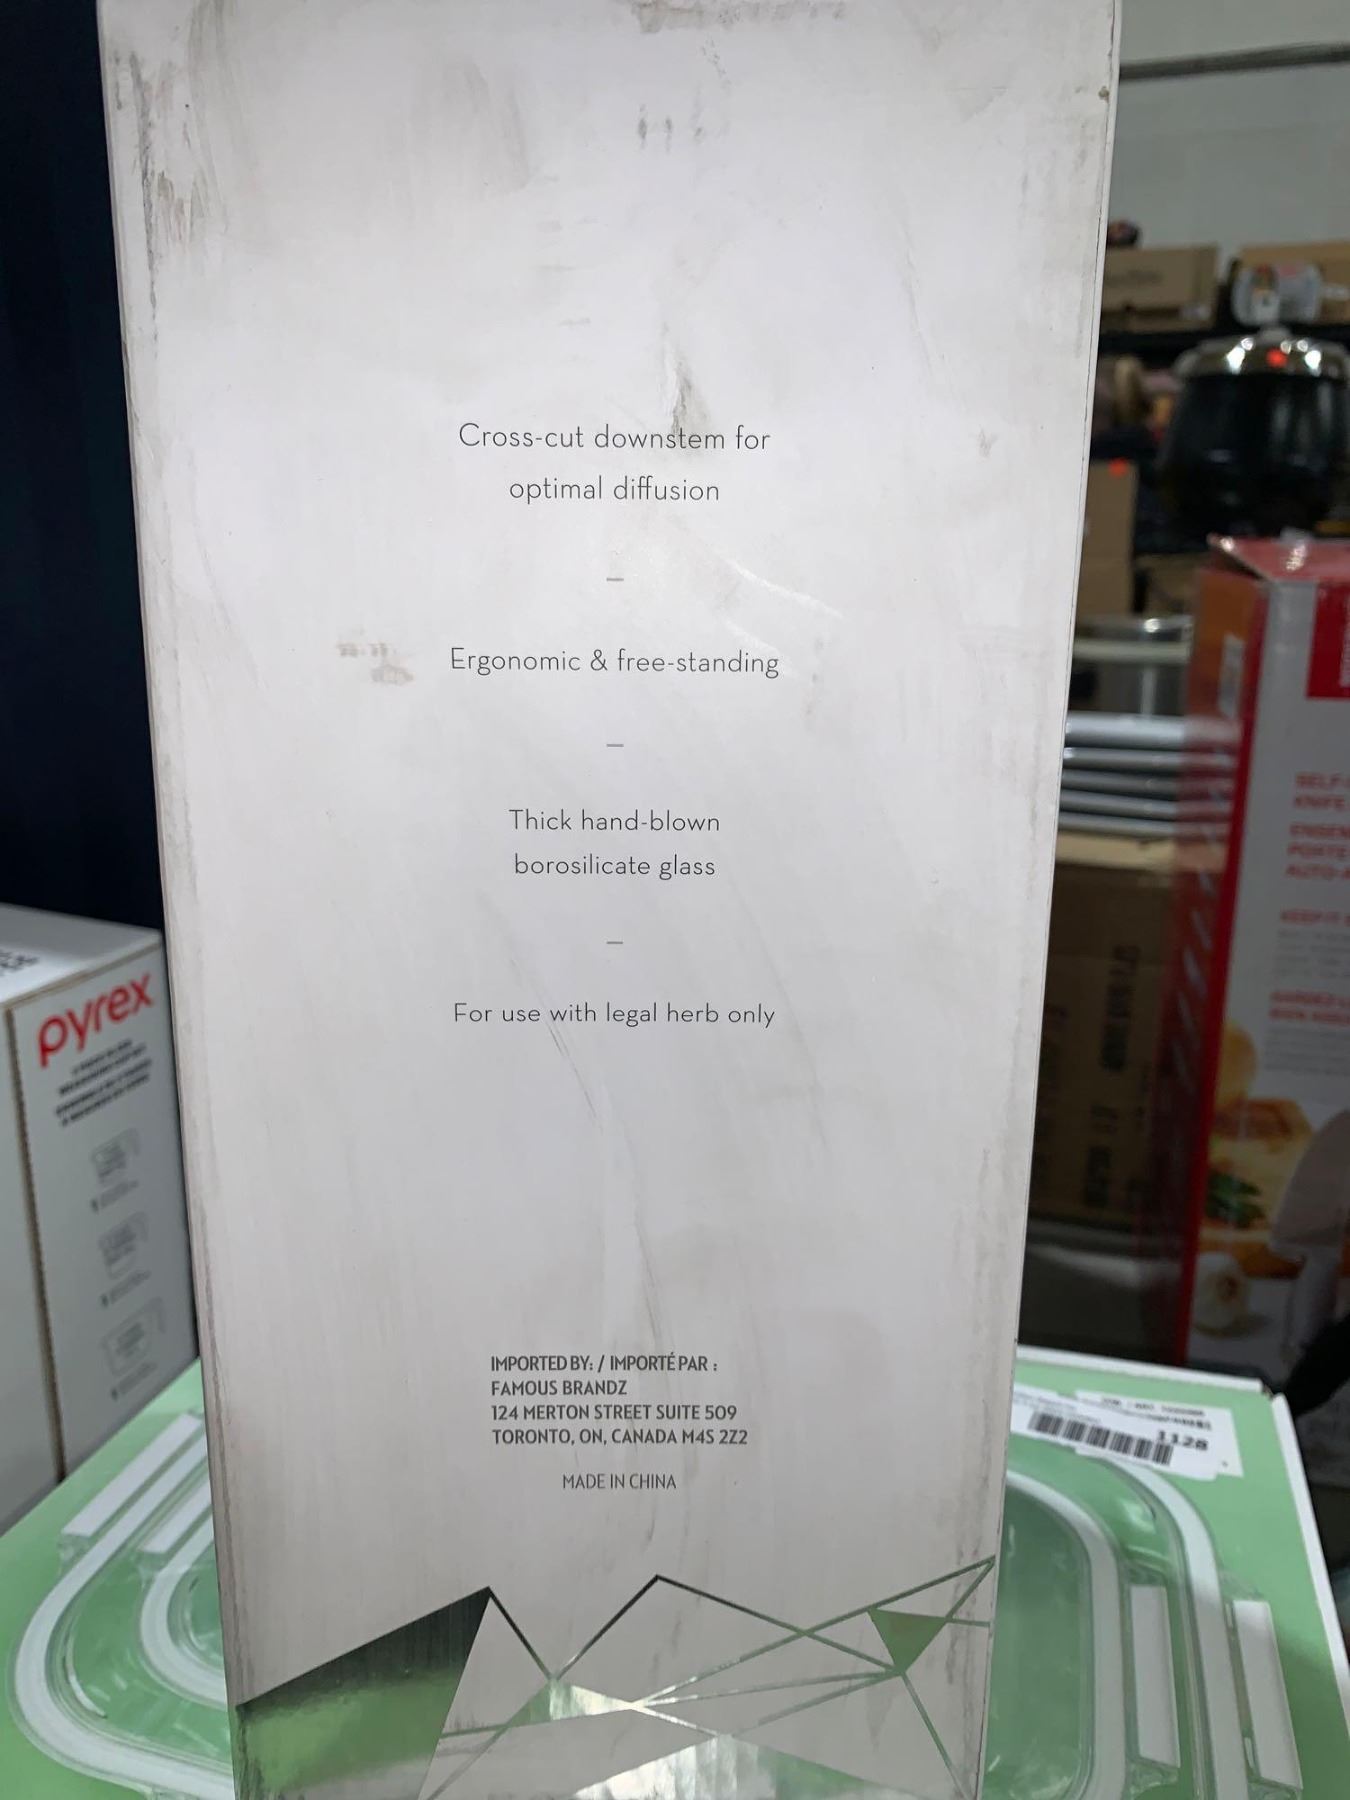 Cross-cut downstem for
optimal diffusion
–
Ergonomic & free-standing
–
Thick hand-blown
borosilicate glass
–
For use with legal herb only
IMPORTED BY: / IMPORTÉ PAR :
FAMOUS BRANDZ
124 MERTON STREET SUITE 509
TORONTO, ON, CANADA M4S 2Z2
MADE IN CHINA
pyrex
1128